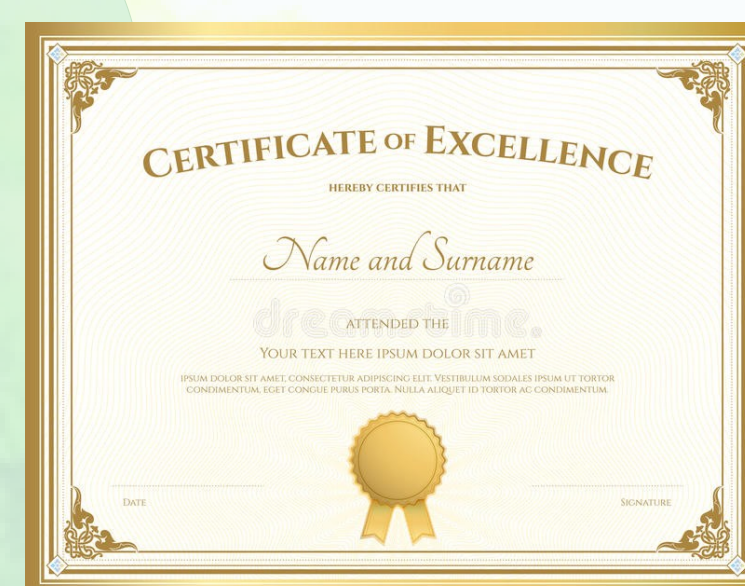 CERTIFICATE OF EXCELLENCE
HEREBY CERTIFIES THAT
Name and Surname
dreamstime.
ATTENDED THE
YOUR TEXT HERE IPSUM DOLOR SIT AMET
IPSUM DOLOR SIT AMET, CONSECTETUR ADIPISCING ELIT. VESTIBULUM SODALES IPSUM UT TORTOR
CONDIMENTUM, EGET CONGUE PURUS PORTA. NULLA ALIQUET ID TORTOR AC CONDIMENTUM.
DATE
SIGNATURE